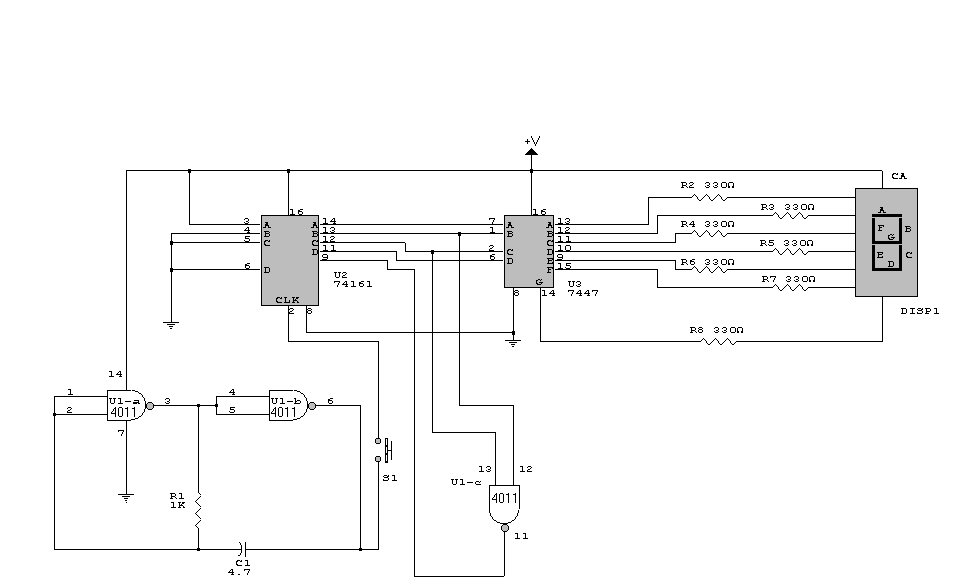 +V
CA
R2 330Ω
R3 330Ω
R4 330Ω
R5 330Ω
R6 330Ω
R7 330Ω
R8 330Ω
16
16
3 A A 14
4 B B 13
5 C C 12
D 11
9
6 D
CLK
2 8
U2
74161
7 A A 13
1 B B 12
C 11
2 C D 10
6 D E 9
F 15
G
8 14
U3
7447
A
F B
G
E C
D
DISP1
14
1
2
U1-a
4011
3
7
4
5
U1-b
4011
6
S1
R1
1K
C1
4.7
U1-c
13 12
4011
11